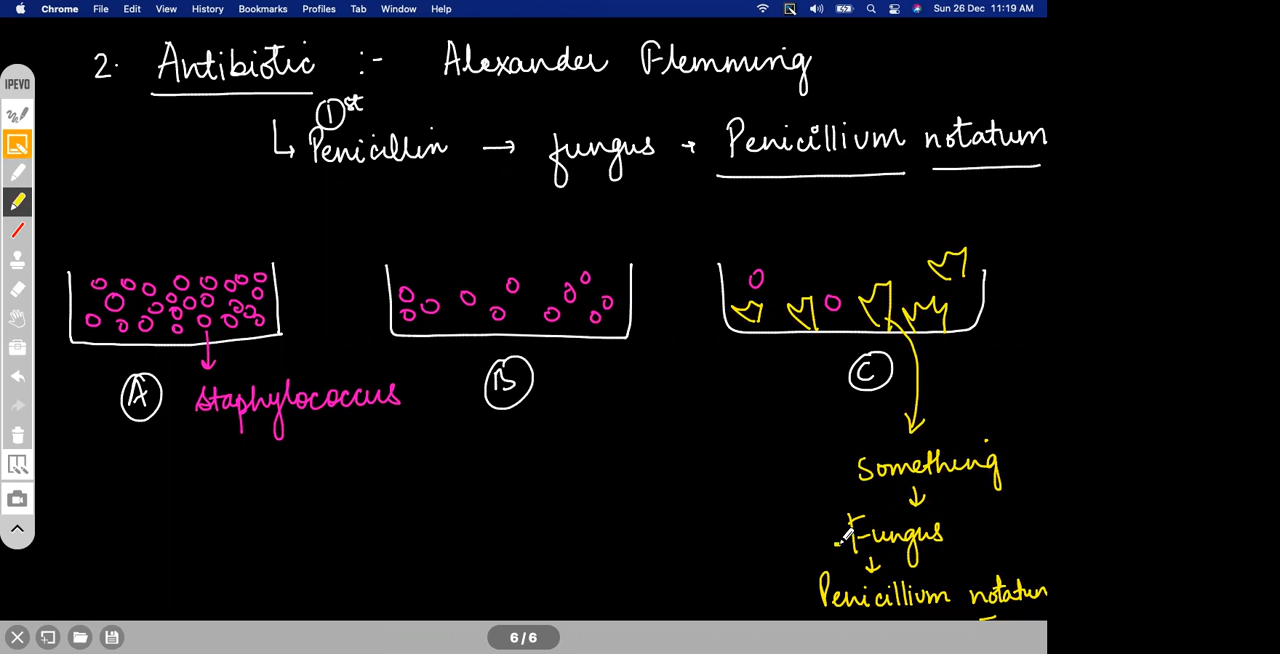 Chrome File Edit View History Bookmarks Profiles Tab Window Help Sun 26 Dec 11:19 AM
2. Antibiotic :- Alexander Flemming
IPEVO
1st
↳ Penicillin → fungus → Penicillium notatum
A Staphylococcus
B
C
Something
↓
Fungus
↓
Penicillium notatum
6/6